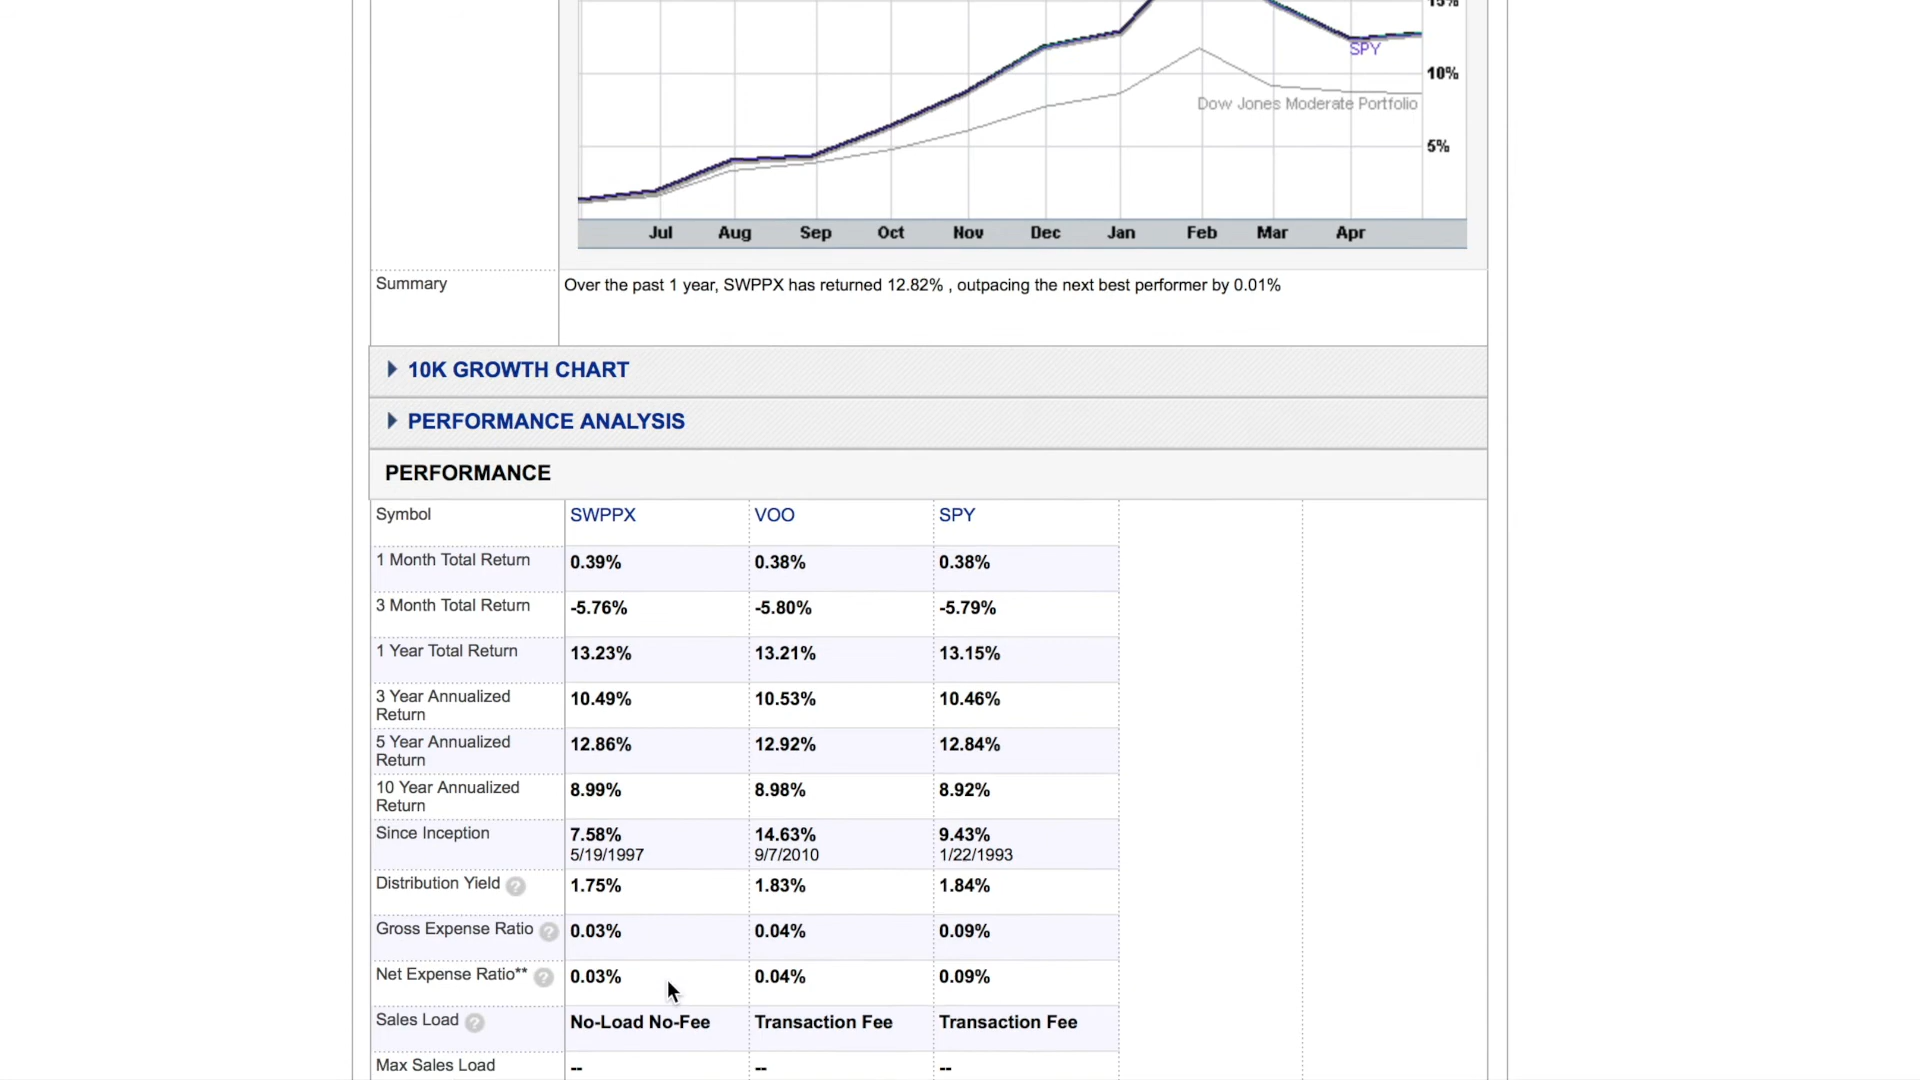 15%
SPY
10%
Dow Jones Moderate Portfolio
5%
Jul Aug Sep Oct Nov Dec Jan Feb Mar Apr
Summary Over the past 1 year, SWPPX has returned 12.82% , outpacing the next best performer by 0.01%
10K GROWTH CHART
PERFORMANCE ANALYSIS
PERFORMANCE
Symbol SWPPX VOO SPY
1 Month Total Return 0.39% 0.38% 0.38%
3 Month Total Return -5.76% -5.80% -5.79%
1 Year Total Return 13.23% 13.21% 13.15%
3 Year Annualized
Return 10.49% 10.53% 10.46%
5 Year Annualized
Return 12.86% 12.92% 12.84%
10 Year Annualized
Return 8.99% 8.98% 8.92%
Since Inception 7.58% 14.63% 9.43%
5/19/1997 9/7/2010 1/22/1993
Distribution Yield ? 1.75% 1.83% 1.84%
Gross Expense Ratio ? 0.03% 0.04% 0.09%
Net Expense Ratio** ? 0.03% 0.04% 0.09%
Sales Load ? No-Load No-Fee Transaction Fee Transaction Fee
Max Sales Load -- -- --